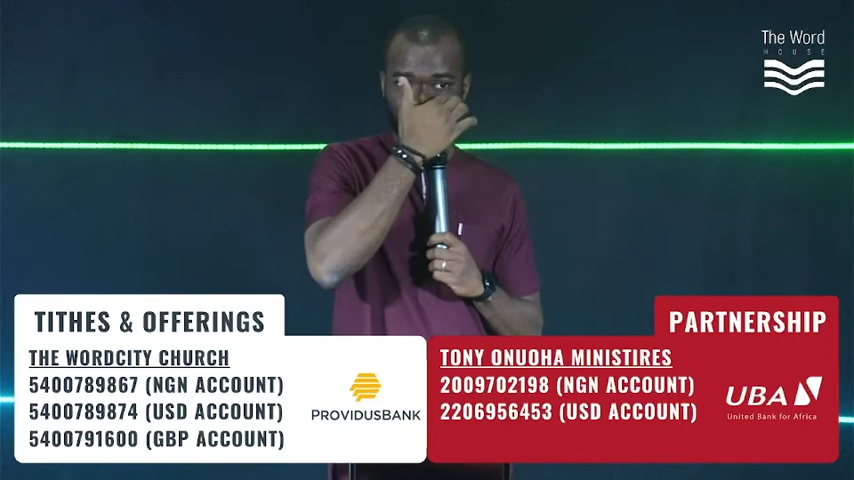 The Word
HOUSE
TITHES & OFFERINGS
THE WORDCITY CHURCH
5400789867 (NGN ACCOUNT)
5400789874 (USD ACCOUNT)
5400791600 (GBP ACCOUNT)
PROVIDUSBANK
PARTNERSHIP
TONY ONUOHA MINISTIRES
2009702198 (NGN ACCOUNT)
2206956453 (USD ACCOUNT)
UBA
United Bank for Africa